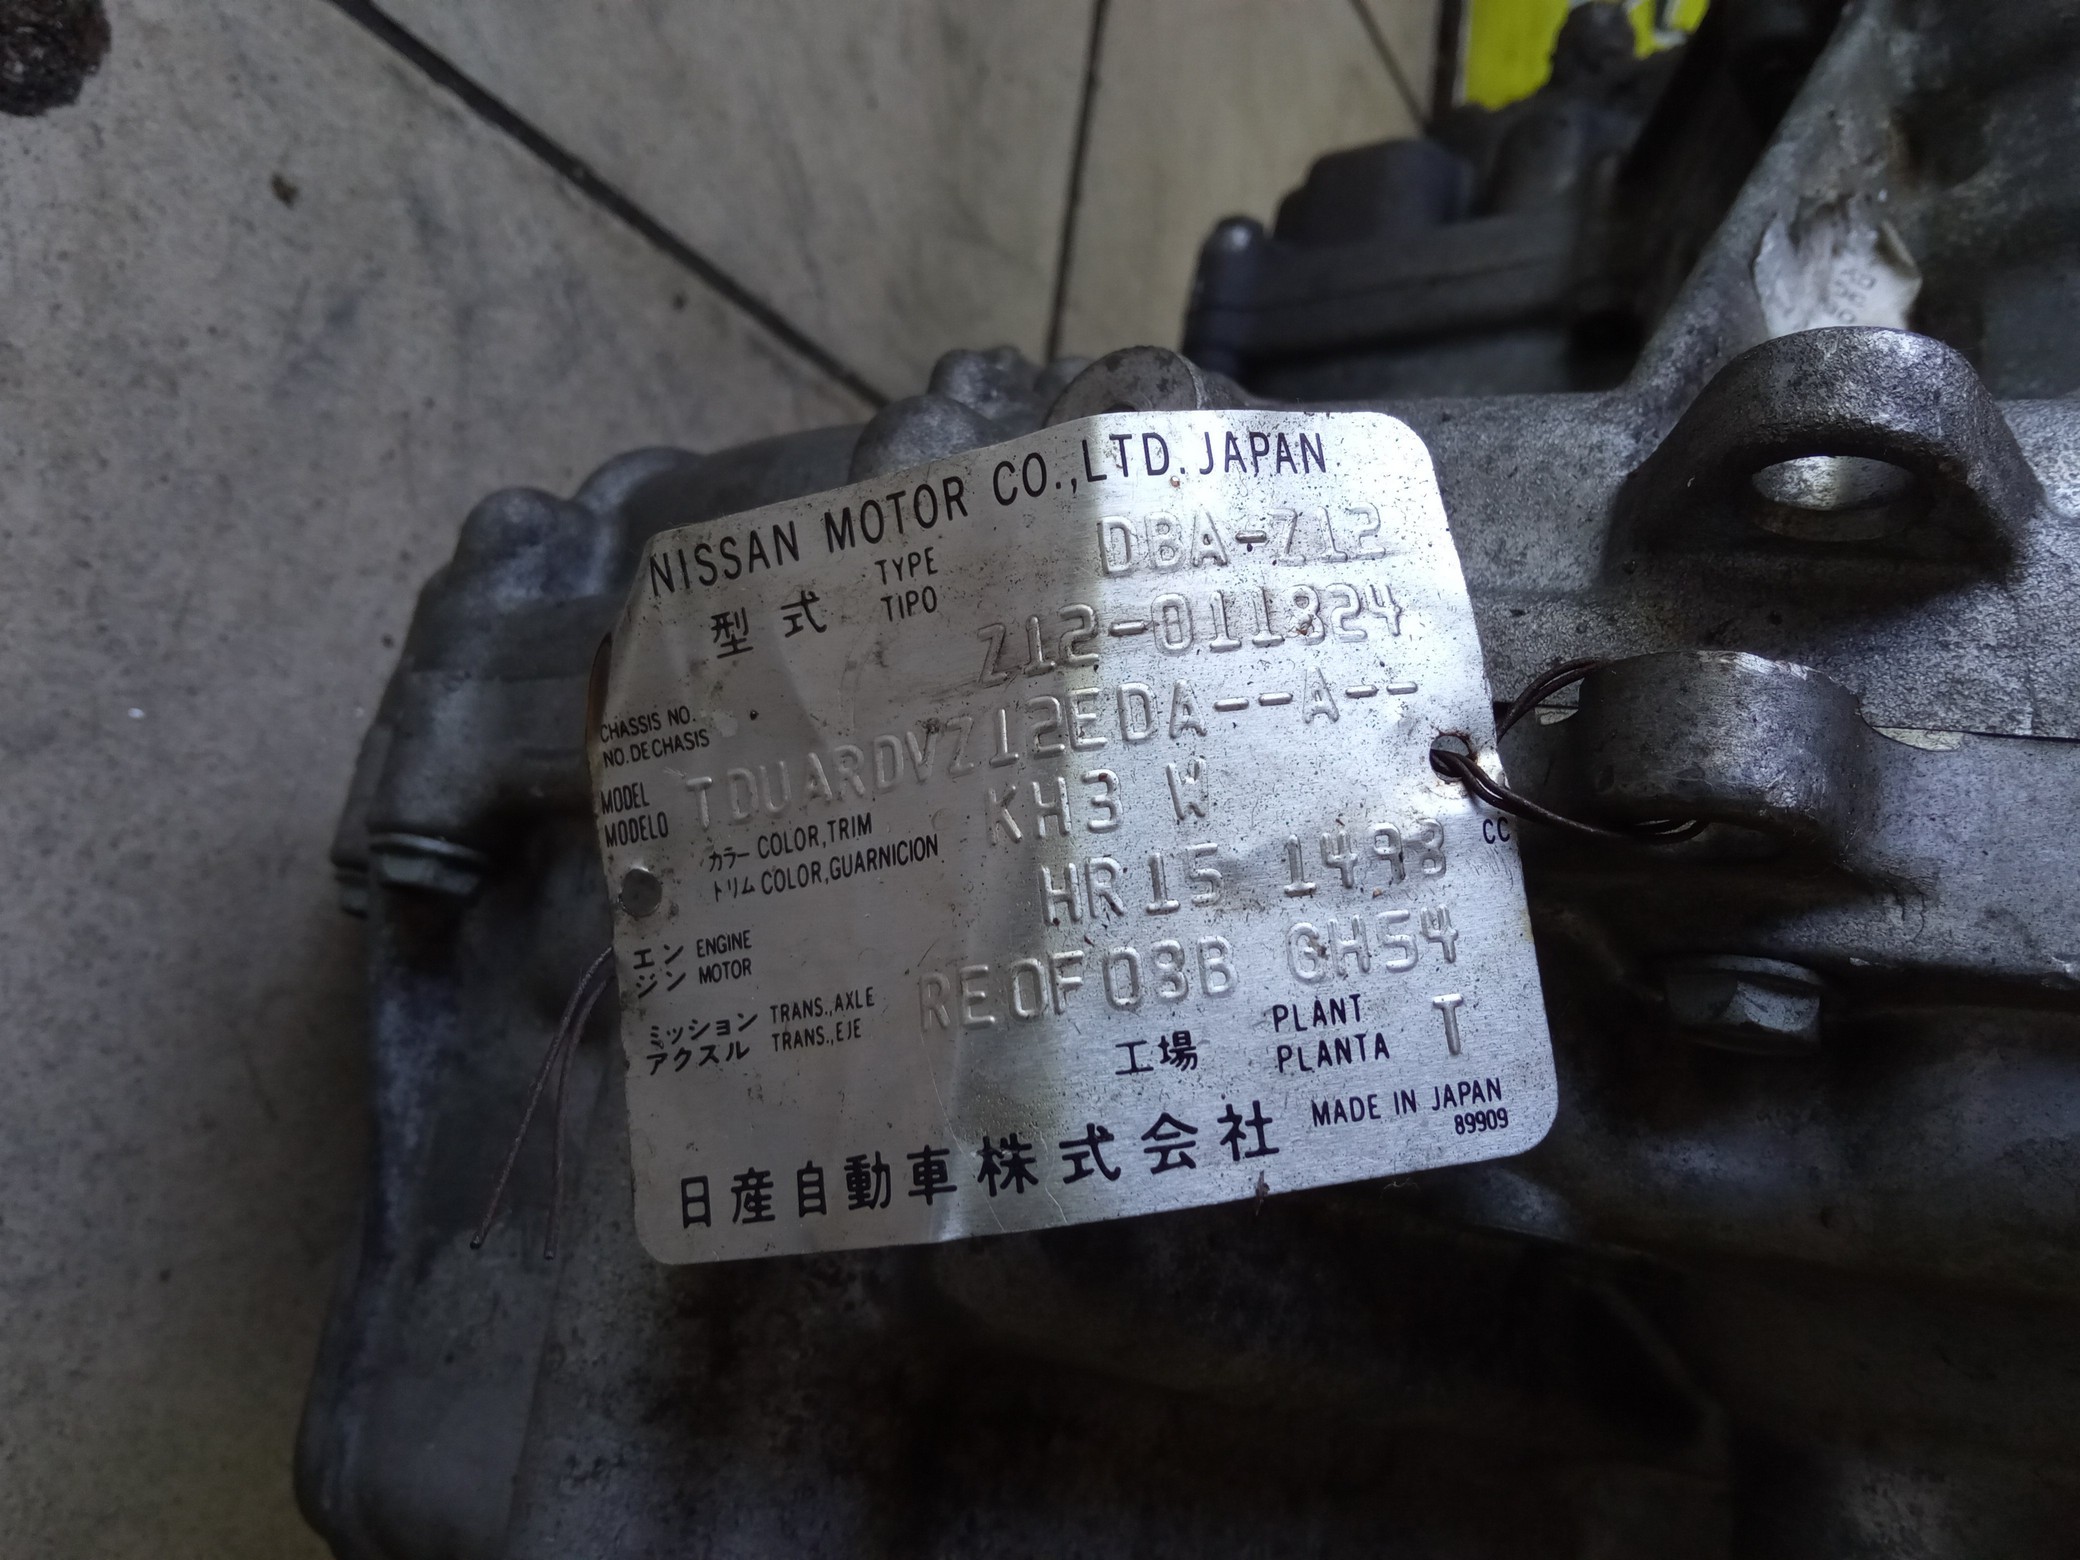 NISSAN MOTOR CO.,LTD. JAPAN
型式 TYPE TIPO DBA-Z12
CHASSIS NO.
NO. DE CHASIS Z12-011824
MODEL
MODELO TDUARDVZ12EDA--A--
カラー COLOR,TRIM
トリム COLOR,GUARNICION KH3 W
エン ENGINE
ジン MOTOR HR15 1498 CC
ミッション TRANS.,AXLE
アクスル TRANS.,EJE RE0F08B GH54
工場 PLANT
PLANTA T
MADE IN JAPAN
89909
日産自動車株式会社